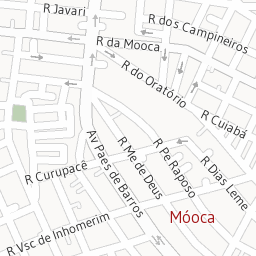 R Javari
R dos Campineiros
R da Mooca
R do Oratório
R Cuiabá
Av Paes de Barros
R Me de Deus
R Pe Raposo
R Dias Leme
R Curupacé
Móoca
R Vsc de Inhomerim